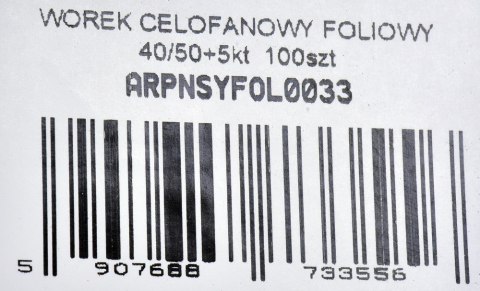 WOREK CELOFANOWY FOLIOWY
40/50+5kt 100szt
ARPNSYFOL0033
5 907688 733556